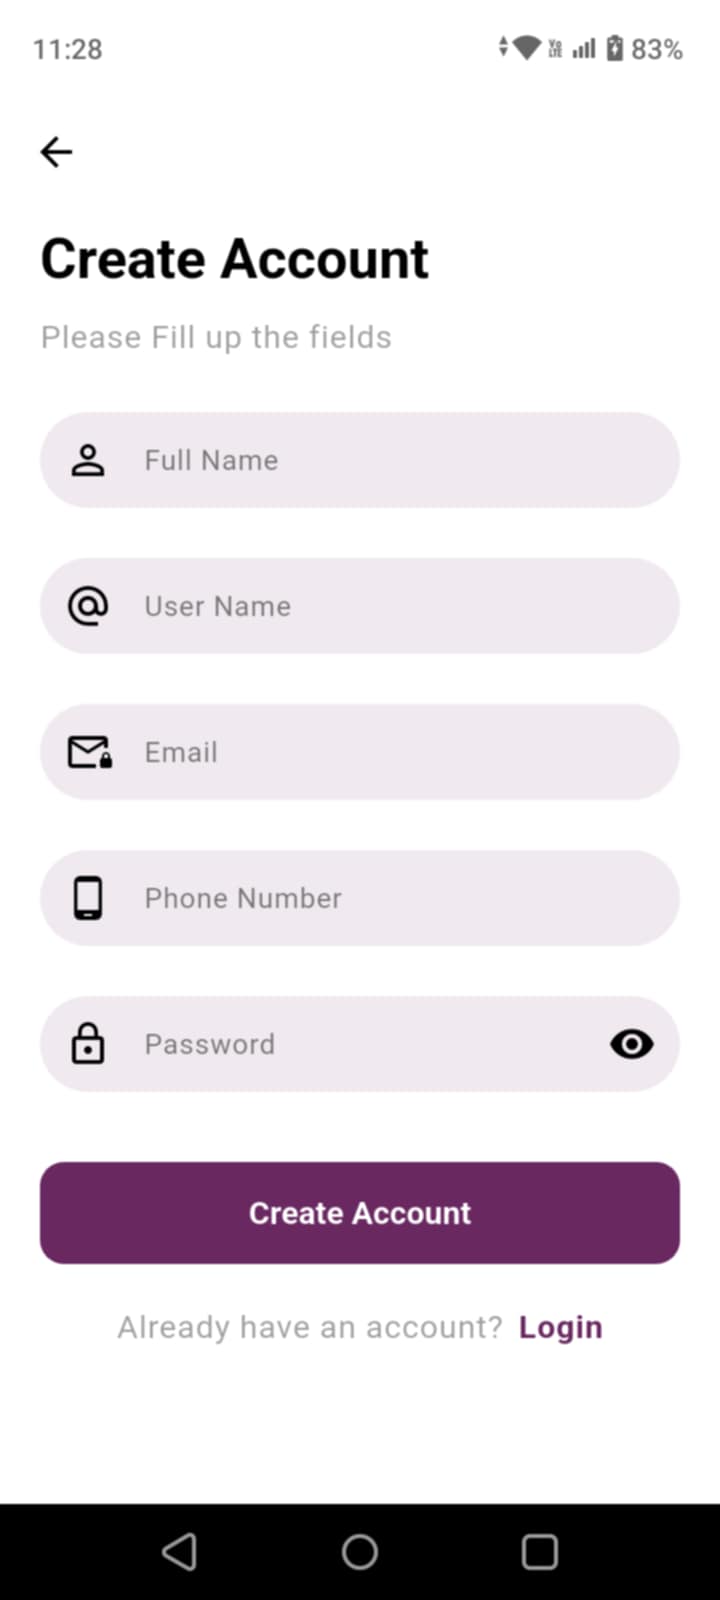 11:28 83%
Create Account
Please Fill up the fields
Full Name
User Name
Email
Phone Number
Password
Create Account
Already have an account? Login